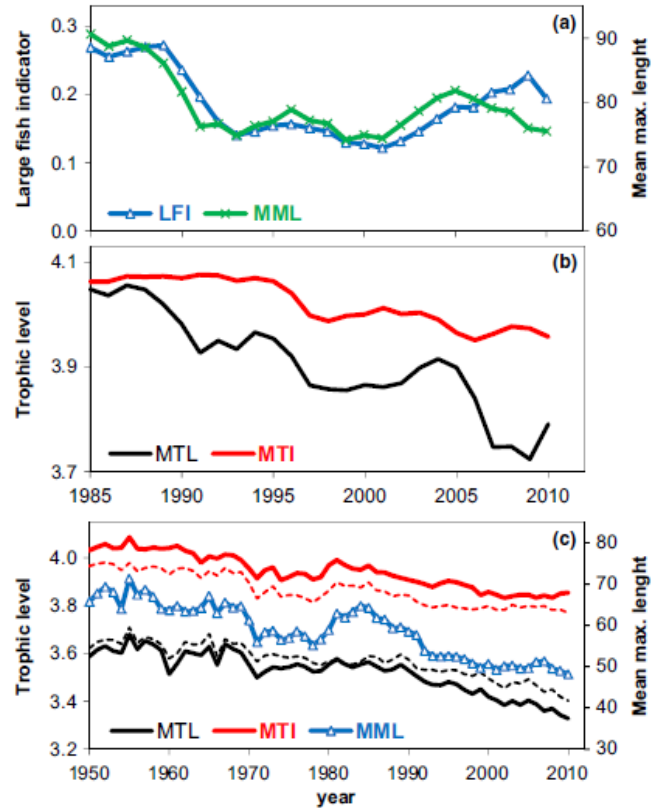 (a)
Large fish indicator
0.3
0.2
0.1
0.0
90
80
70
60
Mean max. lenght
LFI MML
(b)
Trophic level
4.1
3.9
3.7
MTL MTI
1985 1990 1995 2000 2005 2010
(c)
Trophic level
4.0
3.8
3.6
3.4
3.2
80
70
60
50
40
30
Mean max. lenght
MTL MTI MML
1950 1960 1970 1980 1990 2000 2010
year